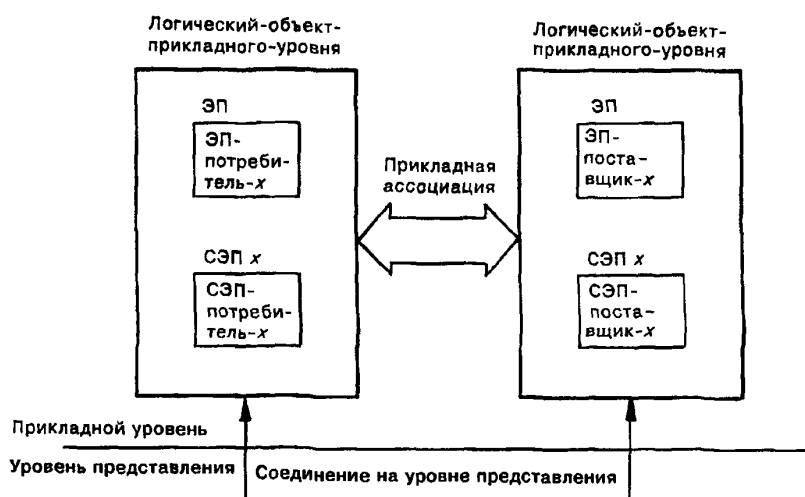 Логический-объект-
прикладного-уровня
ЭП
ЭП-
потреби-
тель-x
СЭП x
СЭП-
потреби-
тель-x
Прикладная
ассоциация
Логический-объект-
прикладного-уровня
ЭП
ЭП-
поста-
вщик-x
СЭП x
СЭП-
поста-
вщик-x
Прикладной уровень
Уровень представления
Соединение на уровне представления